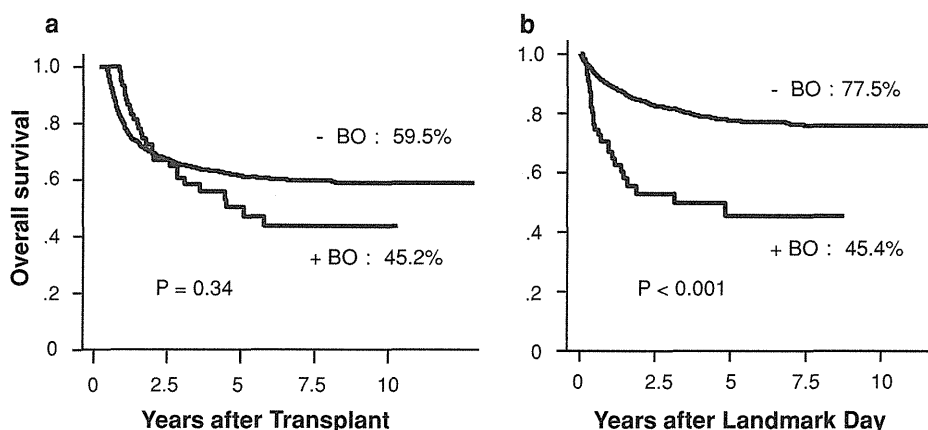 a
b
1.0
.8
.6
.4
.2
0
Overall survival
- BO : 59.5%
+ BO : 45.2%
P = 0.34
0 2.5 5 7.5 10
Years after Transplant
1.0
.8
.6
.4
.2
0
- BO : 77.5%
+ BO : 45.4%
P < 0.001
0 2.5 5 7.5 10
Years after Landmark Day